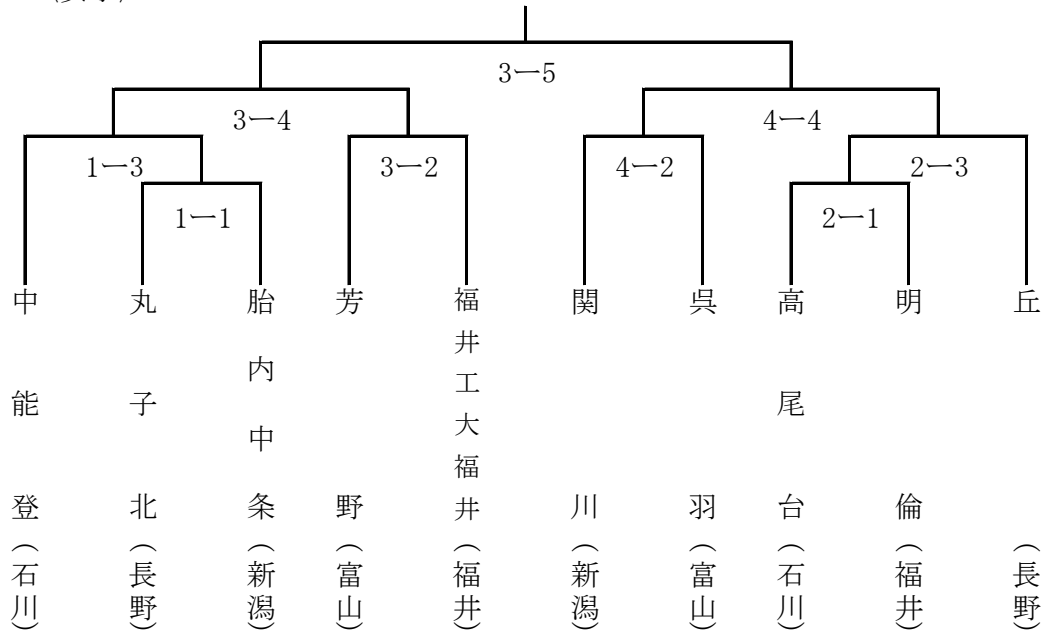 3ー5
3ー4
4ー4
1ー3
3ー2
4ー2
2ー3
1ー1
2ー1
中能登（石川）
丸子北（長野）
胎内中条（新潟）
芳野（富山）
福井工大福井（福井）
関川（新潟）
呉羽（富山）
高尾台（石川）
明倫（福井）
丘（長野）